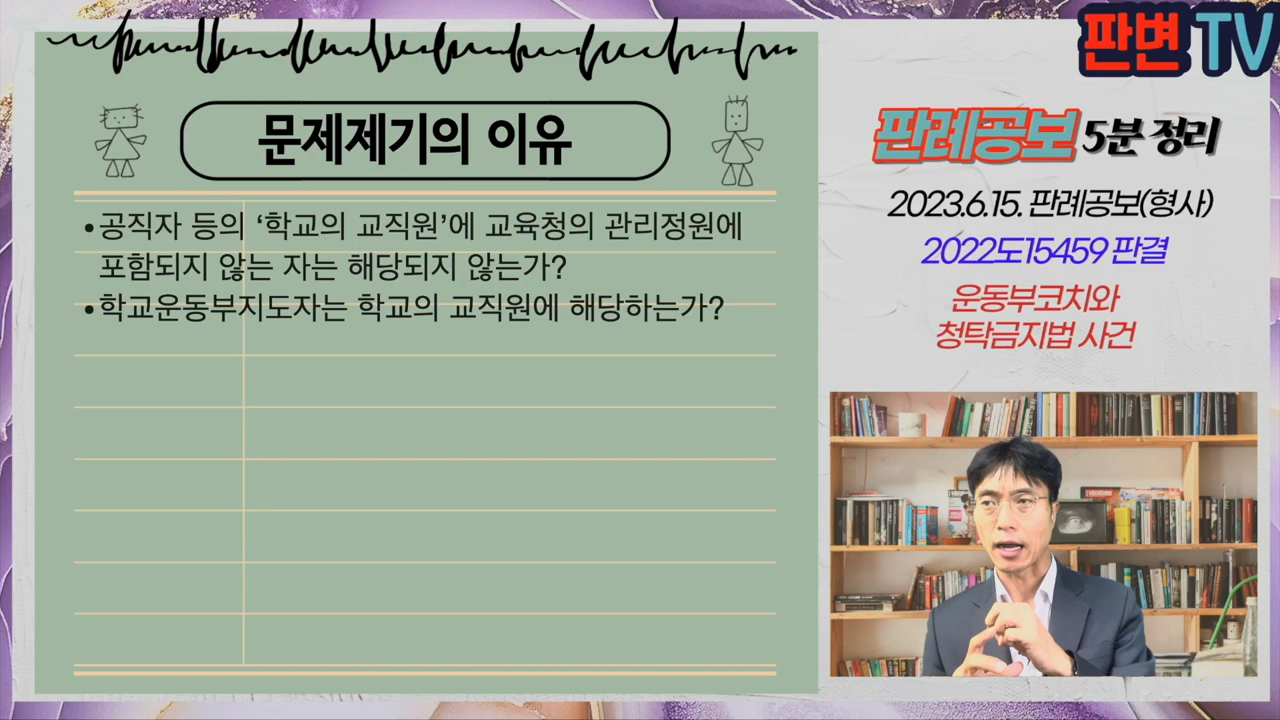 판변 TV
문제제기의 이유
•공직자 등의 ‘학교의 교직원’에 교육청의 관리정원에
포함되지 않는 자는 해당되지 않는가?
•학교운동부지도자는 학교의 교직원에 해당하는가?
판례공보 5분 정리
2023.6.15. 판례공보(형사)
2022도15459 판결
운동부코치와
청탁금지법 사건